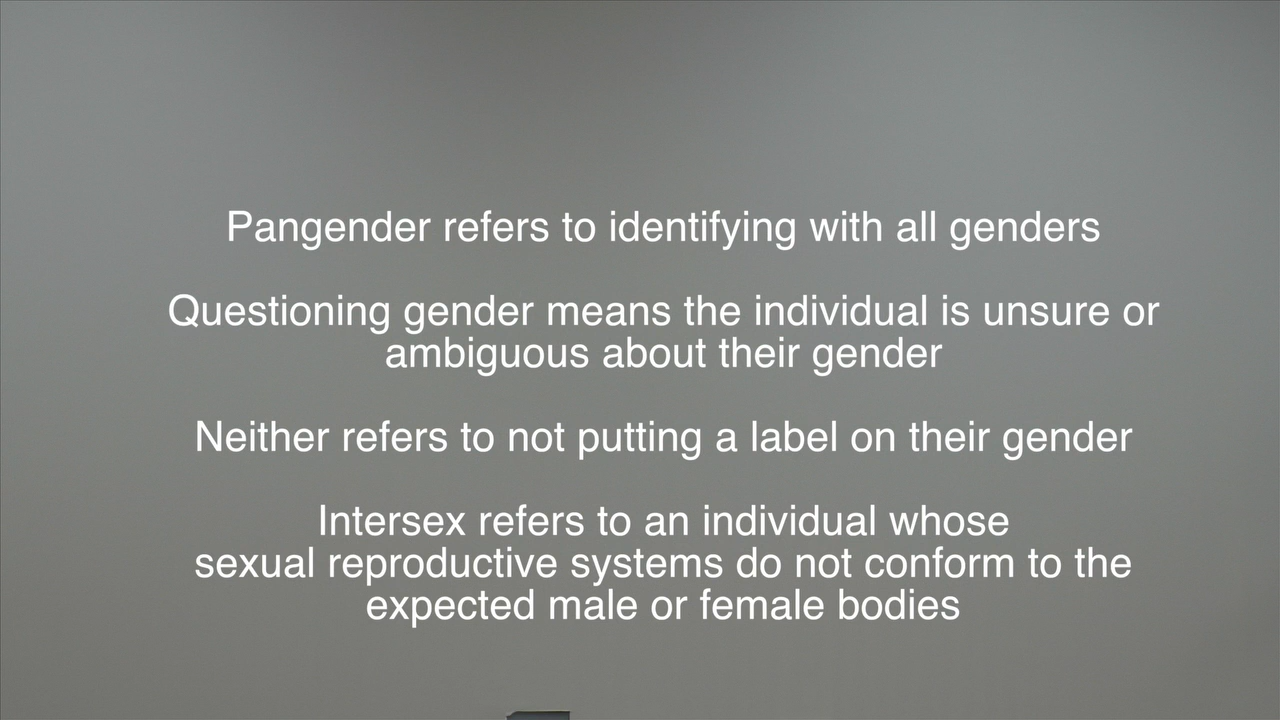 Pangender refers to identifying with all genders
Questioning gender means the individual is unsure or
ambiguous about their gender
Neither refers to not putting a label on their gender
Intersex refers to an individual whose
sexual reproductive systems do not conform to the
expected male or female bodies